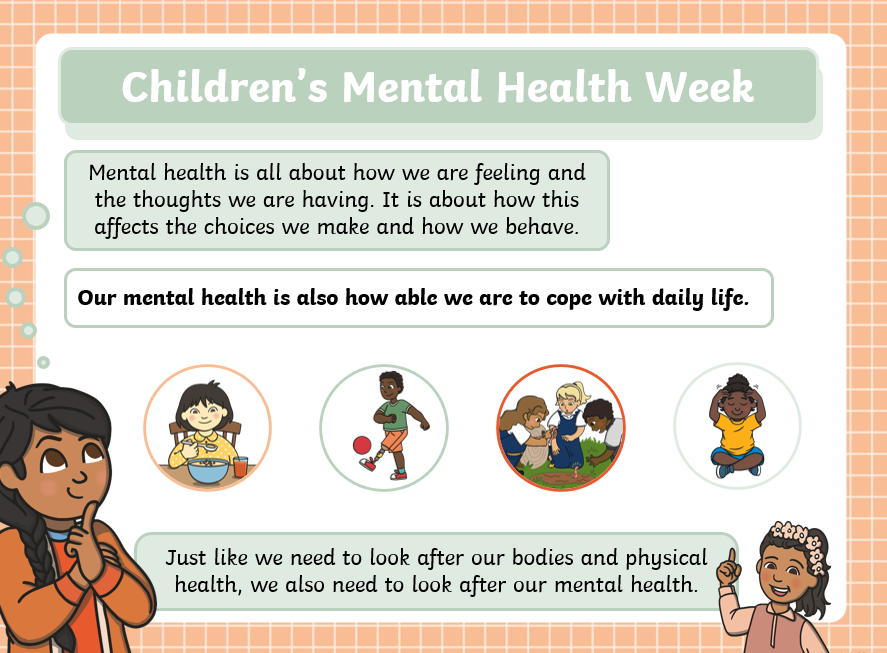 Children's Mental Health Week
Mental health is all about how we are feeling and
the thoughts we are having. It is about how this
affects the choices we make and how we behave.
Our mental health is also how able we are to cope with daily life.
Just like we need to look after our bodies and physical
health, we also need to look after our mental health.